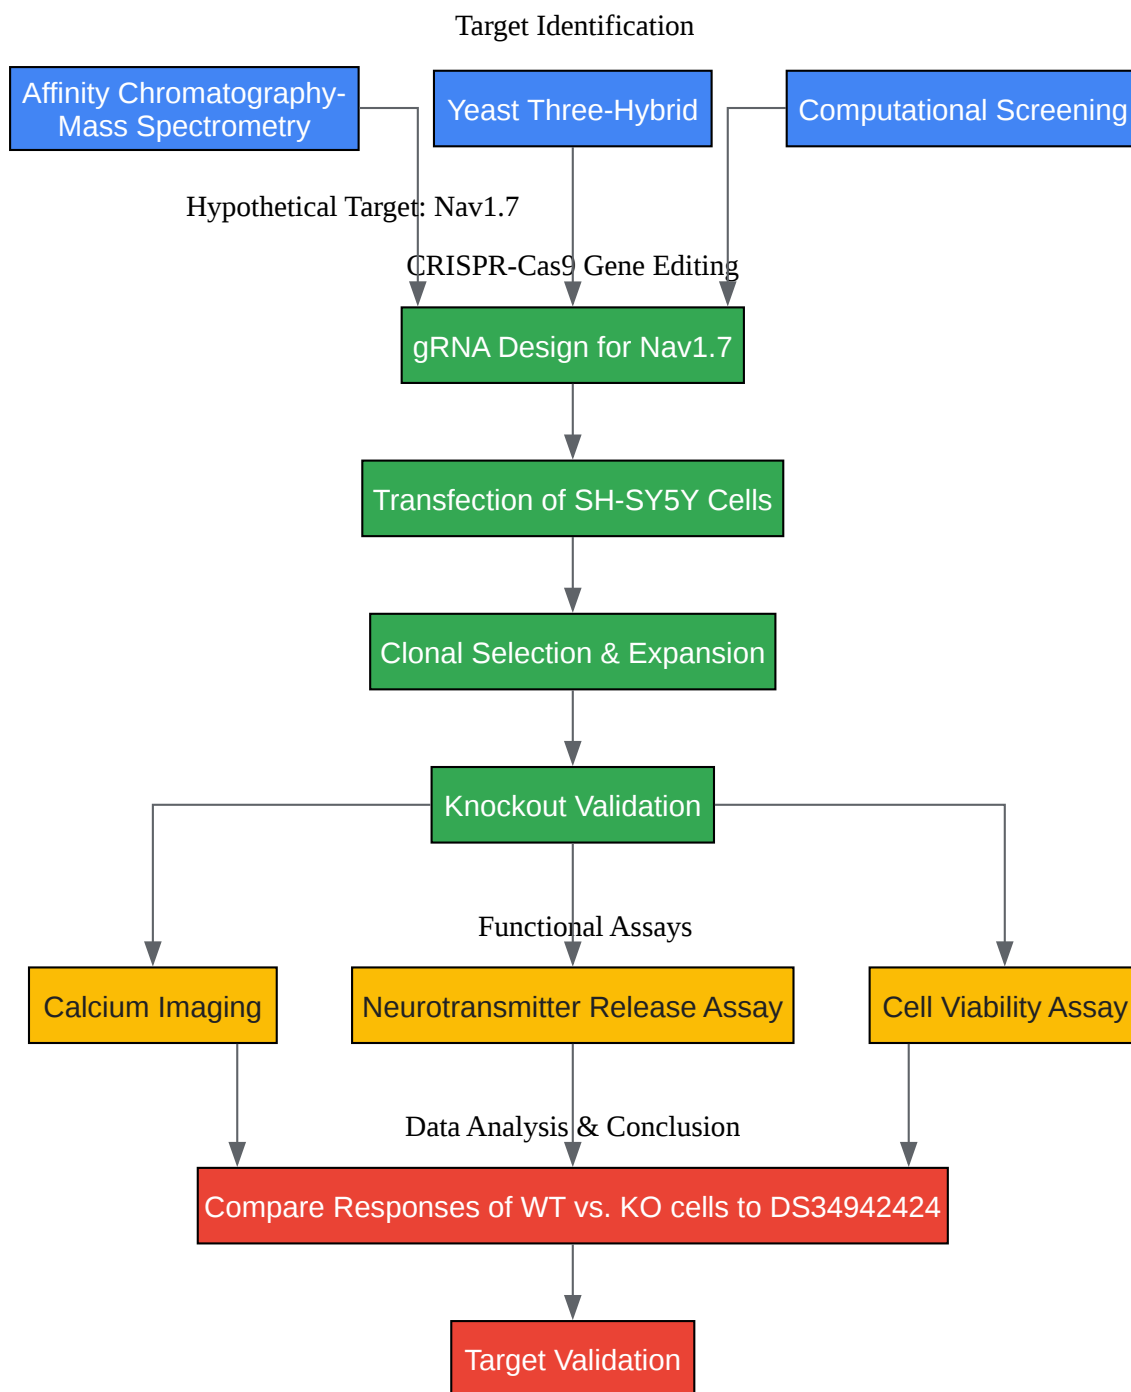 Target Identification
Affinity Chromatography-
Mass Spectrometry
Yeast Three-Hybrid
Computational Screening
Hypothetical Target: Nav1.7
CRISPR-Cas9 Gene Editing
gRNA Design for Nav1.7
Transfection of SH-SY5Y Cells
Clonal Selection & Expansion
Knockout Validation
Functional Assays
Calcium Imaging
Neurotransmitter Release Assay
Cell Viability Assay
Data Analysis & Conclusion
Compare Responses of WT vs. KO cells to DS34942424
Target Validation